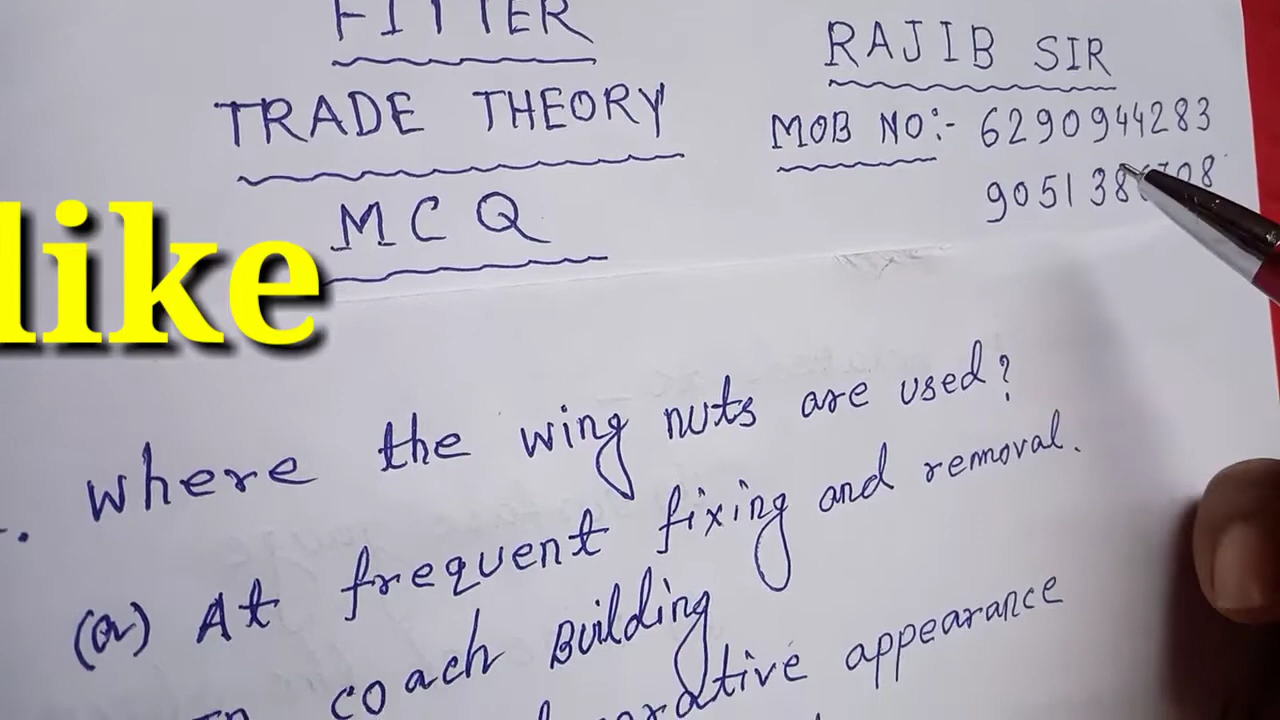 FITTER
TRADE THEORY
MCQ
RAJIB SIR
MOB NO:- 6290944283
like
where the wing nuts are used?
(a) At frequent fixing and removal.
coach Building
appearance